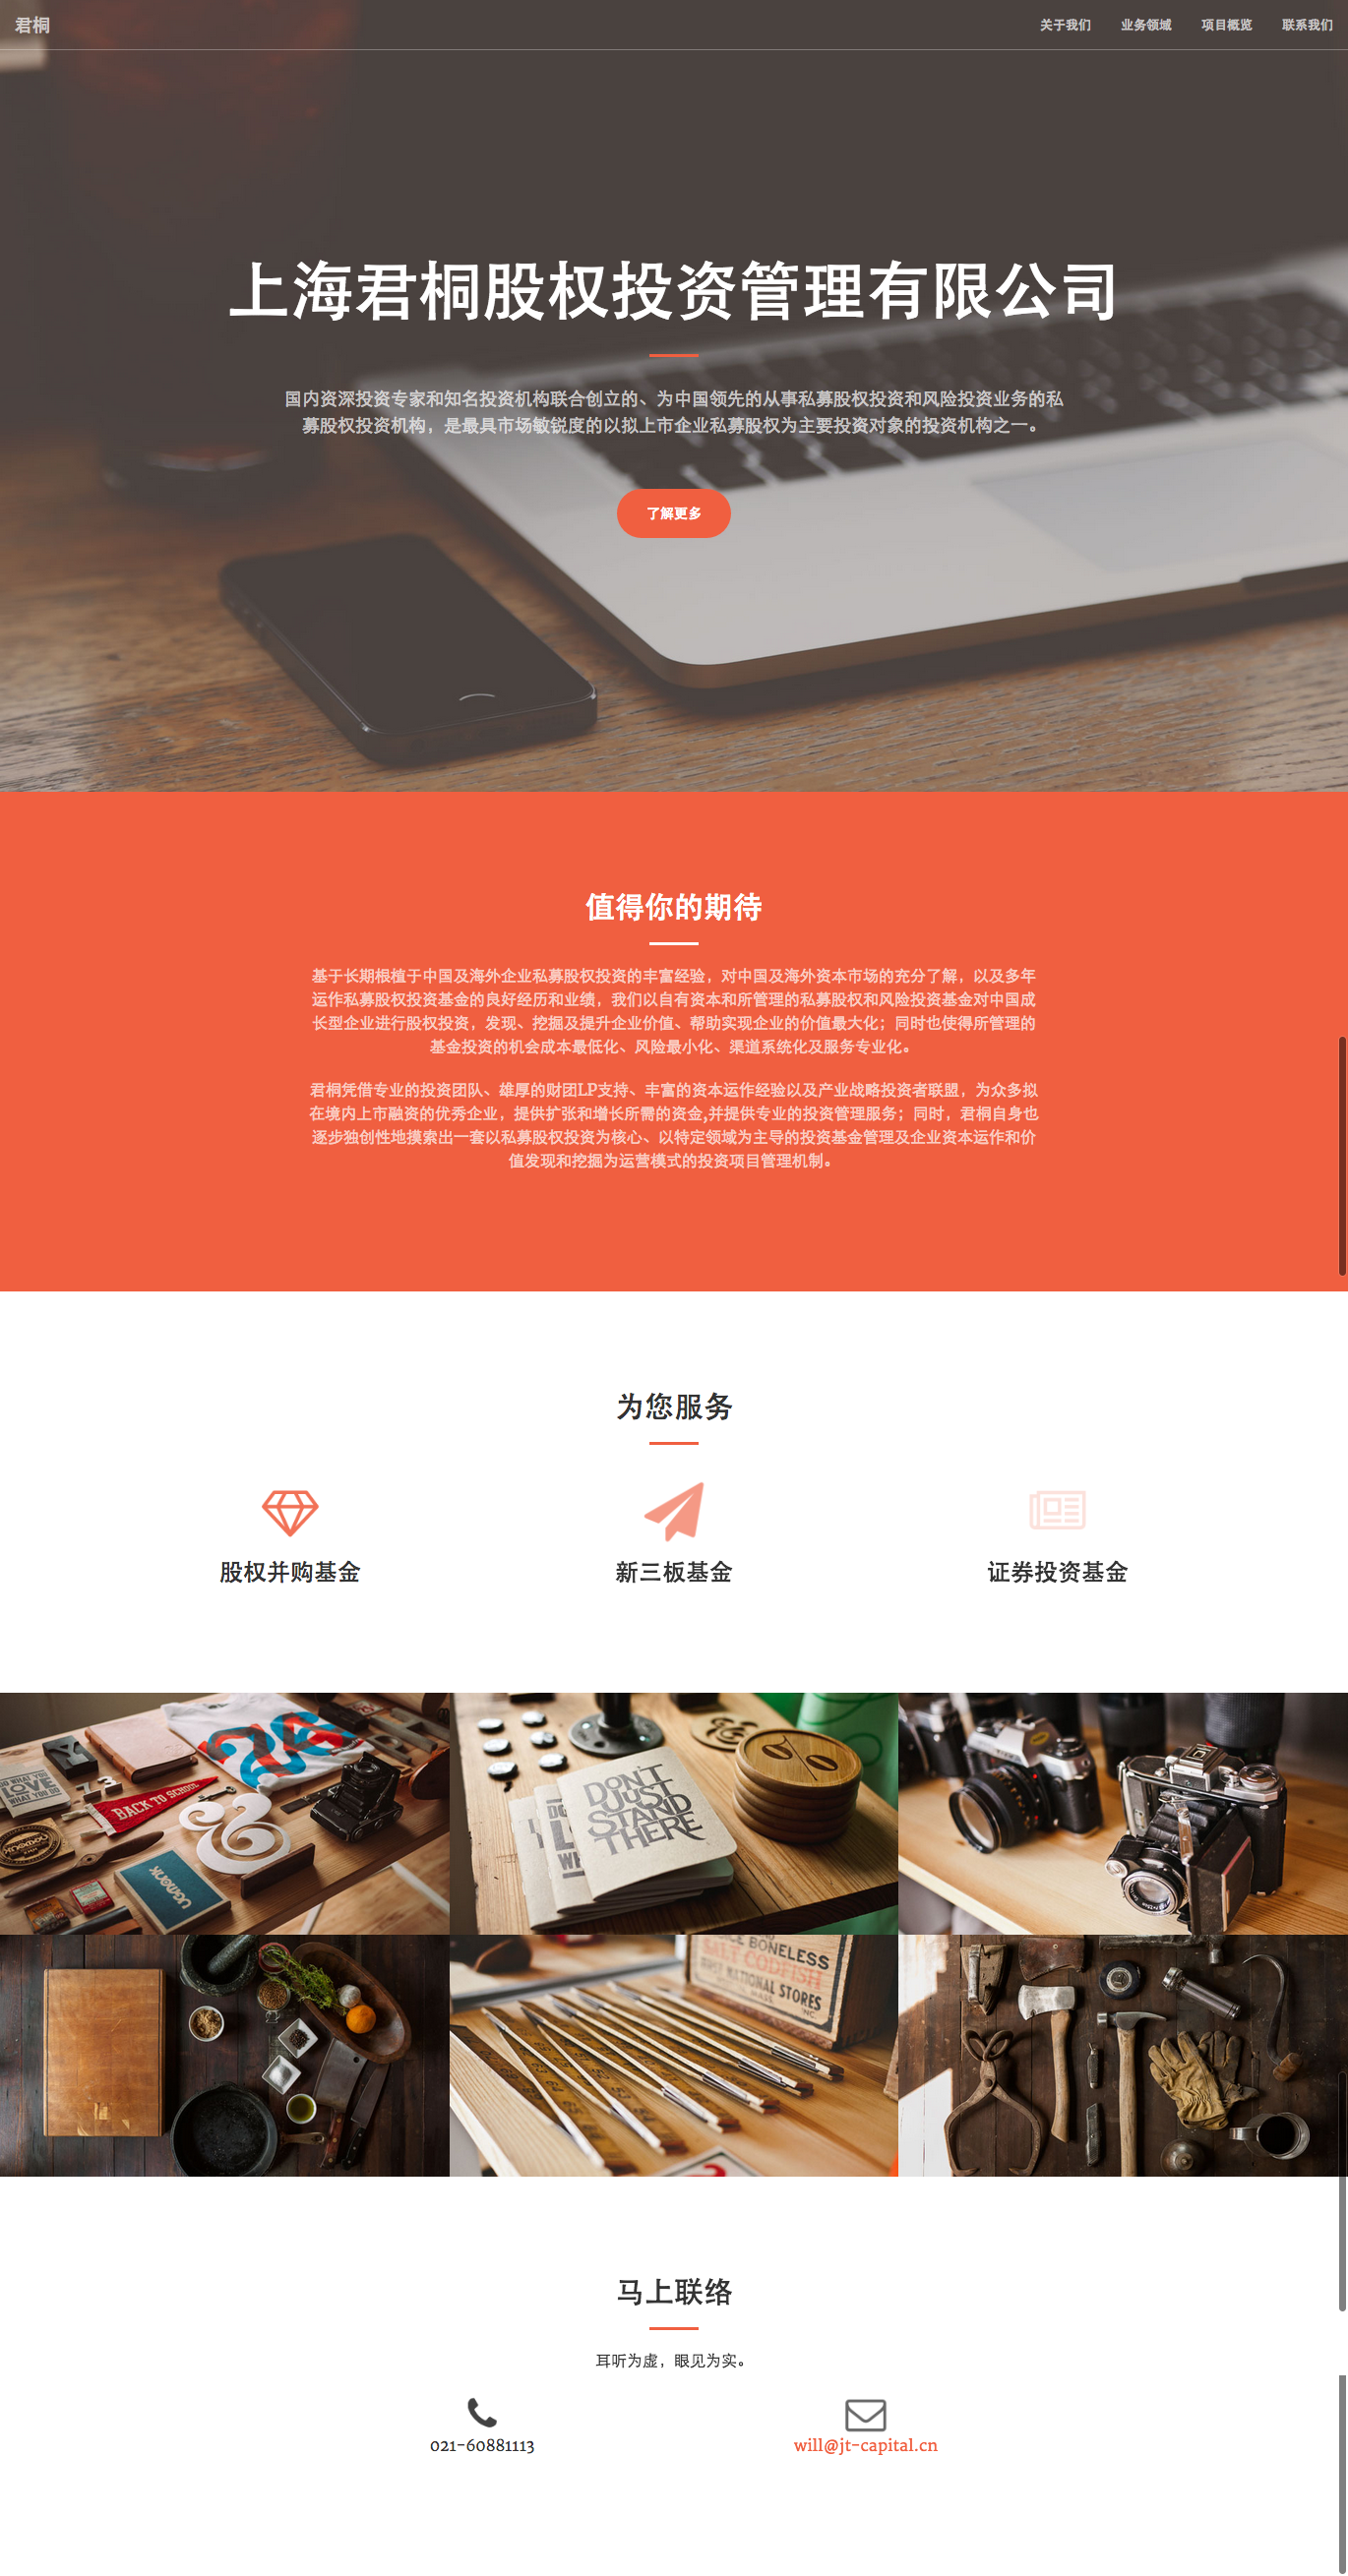 君桐
关于我们 业务领域 项目概览 联系我们
上海君桐股权投资管理有限公司
国内资深投资专家和知名投资机构联合创立的、为中国领先的从事私募股权投资和风险投资业务的私
募股权投资机构，是最具市场敏锐度的以拟上市企业私募股权为主要投资对象的投资机构之一。
了解更多
值得你的期待
基于长期根植于中国及海外企业私募股权投资的丰富经验，对中国及海外资本市场的充分了解，以及多年
运作私募股权投资基金的良好经历和业绩，我们以自有资本和所管理的私募股权和风险投资基金对中国成
长型企业进行股权投资，发现、挖掘及提升企业价值、帮助实现企业的价值最大化；同时也使得所管理的
基金投资的机会成本最低化、风险最小化、渠道系统化及服务专业化。
君桐凭借专业的投资团队、雄厚的财团LP支持、丰富的资本运作经验以及产业战略投资者联盟，为众多拟
在境内上市融资的优秀企业，提供扩张和增长所需的资金,并提供专业的投资管理服务；同时，君桐自身也
逐步独创性地摸索出一套以私募股权投资为核心、以特定领域为主导的投资基金管理及企业资本运作和价
值发现和挖掘为运营模式的投资项目管理机制。
为您服务
股权并购基金 新三板基金 证券投资基金
WHAT YOU
LOVE
WHAT YOU DO
BACK TO SCHOOL
&
DON'T
JUST
STAND
THERE
%
BONELESS
SALT CODFISH
NATIONAL STORES
INC.
马上联络
耳听为虚，眼见为实。
021-60881113
will@jt-capital.cn